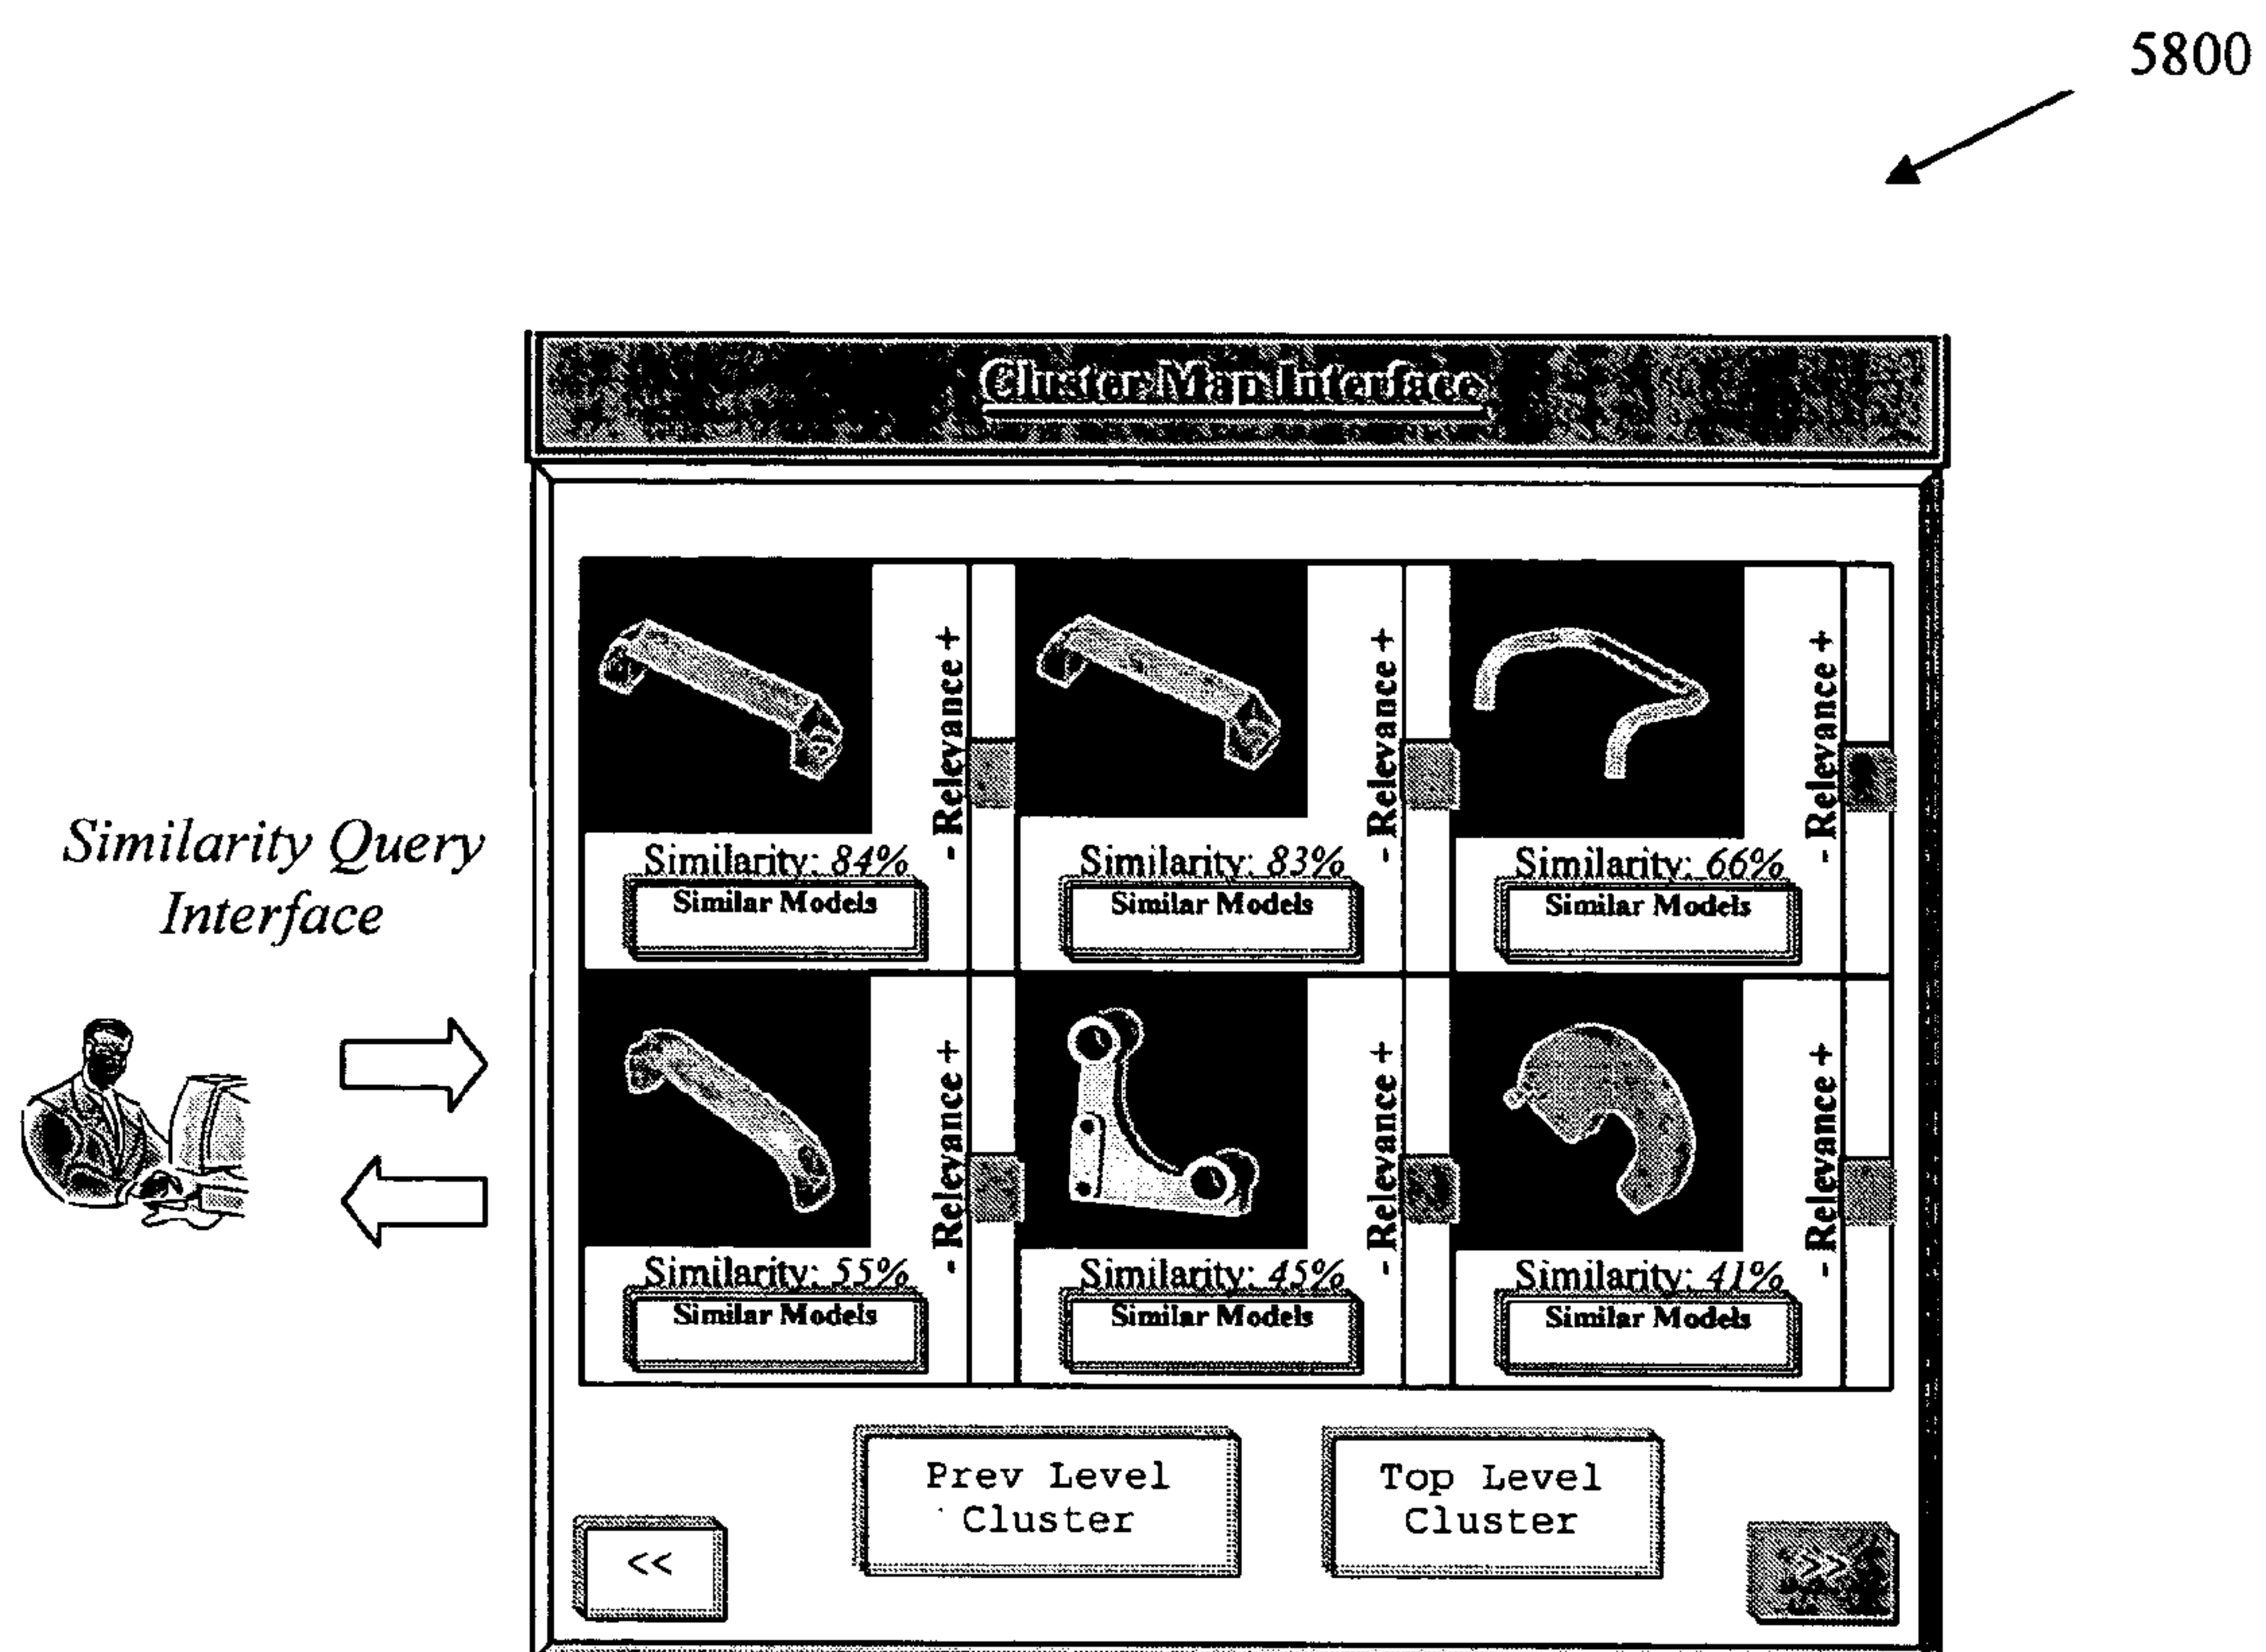 5800
Cluster Map Interface
Similarity Query
Interface
- Relevance +
- Relevance +
- Relevance +
Similarity: 84%
Similarity: 83%
Similarity: 66%
Similar Models
Similar Models
Similar Models
- Relevance +
- Relevance +
- Relevance +
Similarity: 55%
Similarity: 45%
Similarity: 41%
Similar Models
Similar Models
Similar Models
Prev Level
Cluster
Top Level
Cluster
<<
>>